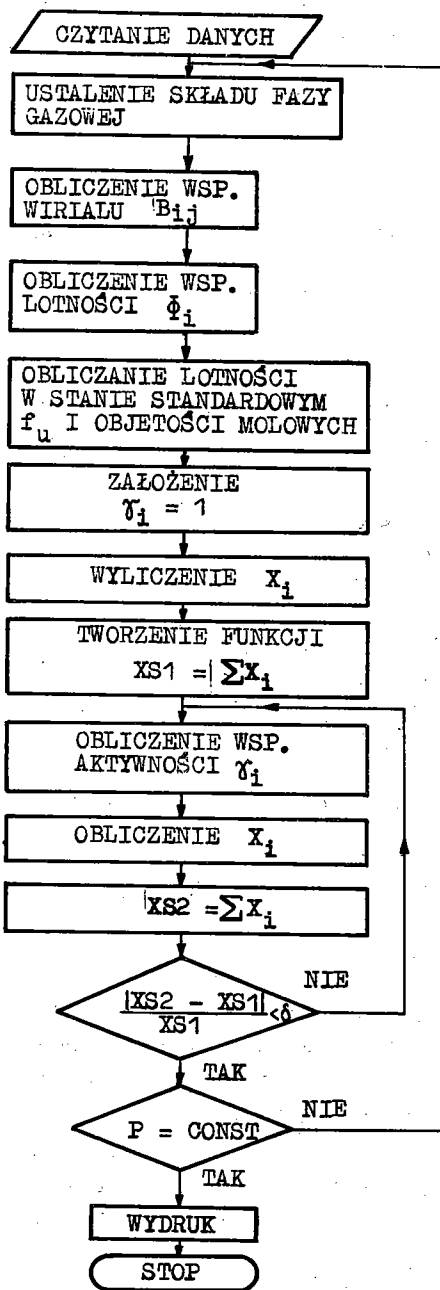 CZYTANIE DANYCH
USTALENIE SKŁADU FAZY
GAZOWEJ
OBLICZENIE WSP.
WIRIALU B_ij
OBLICZENIE WSP.
LOTNOŚCI Φ_i
OBLICZANIE LOTNOŚCI
W STANIE STANDARDOWYM
f_u I OBJETOŚCI MOLOWYCH
ZAŁOŻENIE
γ_i = 1
WYLICZENIE X_i
TWORZENIE FUNKCJI
XS1 = ∑X_i
OBLICZENIE WSP.
AKTYWNOŚCI γ_i
OBLICZENIE X_i
XS2 = ∑X_i
NIE
|XS2 - XS1|
XS1 <δ
TAK
NIE
P = CONST
TAK
WYDRUK
STOP